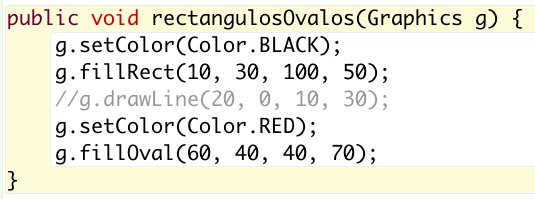 public void rectangulosOvalos(Graphics g) {
g.setColor(Color.BLACK);
g.fillRect(10, 30, 100, 50);
//g.drawLine(20, 0, 10, 30);
g.setColor(Color.RED);
g.fillOval(60, 40, 40, 70);
}